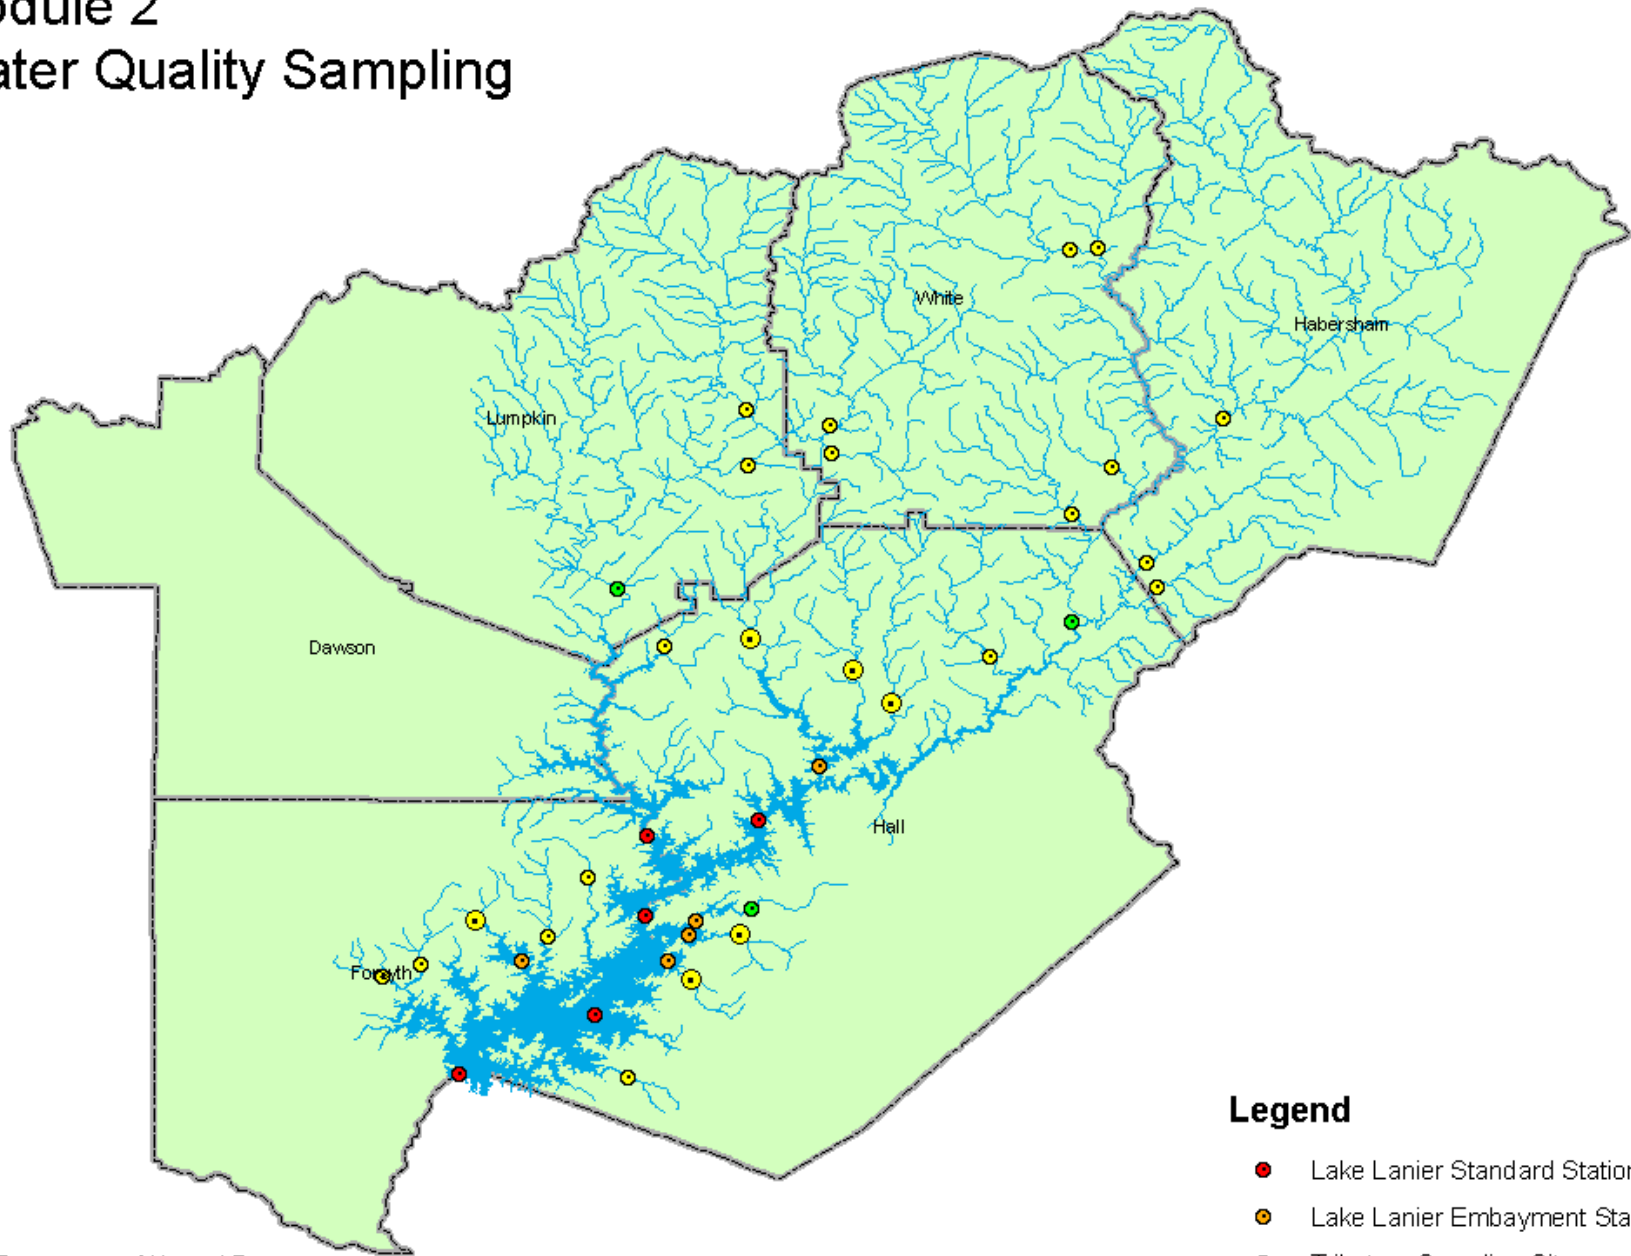 odule 2
ater Quality Sampling
White
Habersham
Lumpkin
Dawson
Hall
Forsyth
Legend
Lake Lanier Standard Station
Lake Lanier Embayment Sta